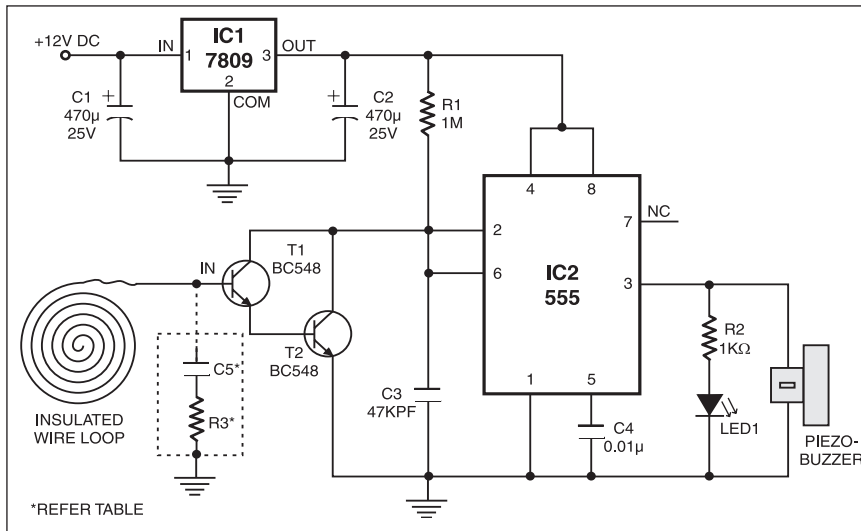 +12V DC
IN
1
IC1
7809
3
OUT
2
COM
C1
470µ
25V
+
C2
470µ
25V
+
R1
1M
4
8
7
NC
2
6
IC2
555
3
1
5
T1
BC548
IN
T2
BC548
C5*
R3*
INSULATED
WIRE LOOP
C3
47KPF
C4
0.01µ
R2
1KΩ
LED1
PIEZO-
BUZZER
*REFER TABLE